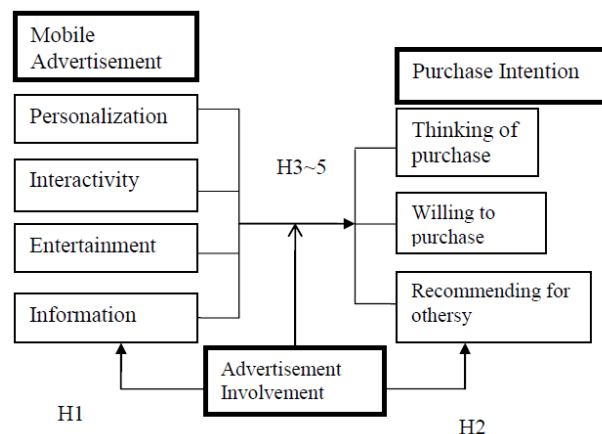 Mobile
Advertisement
Purchase Intention
Personalization
Interactivity
Entertainment
Information
H3~5
Thinking of
purchase
Willing to
purchase
Recommending for
othersy
Advertisement
Involvement
H1
H2